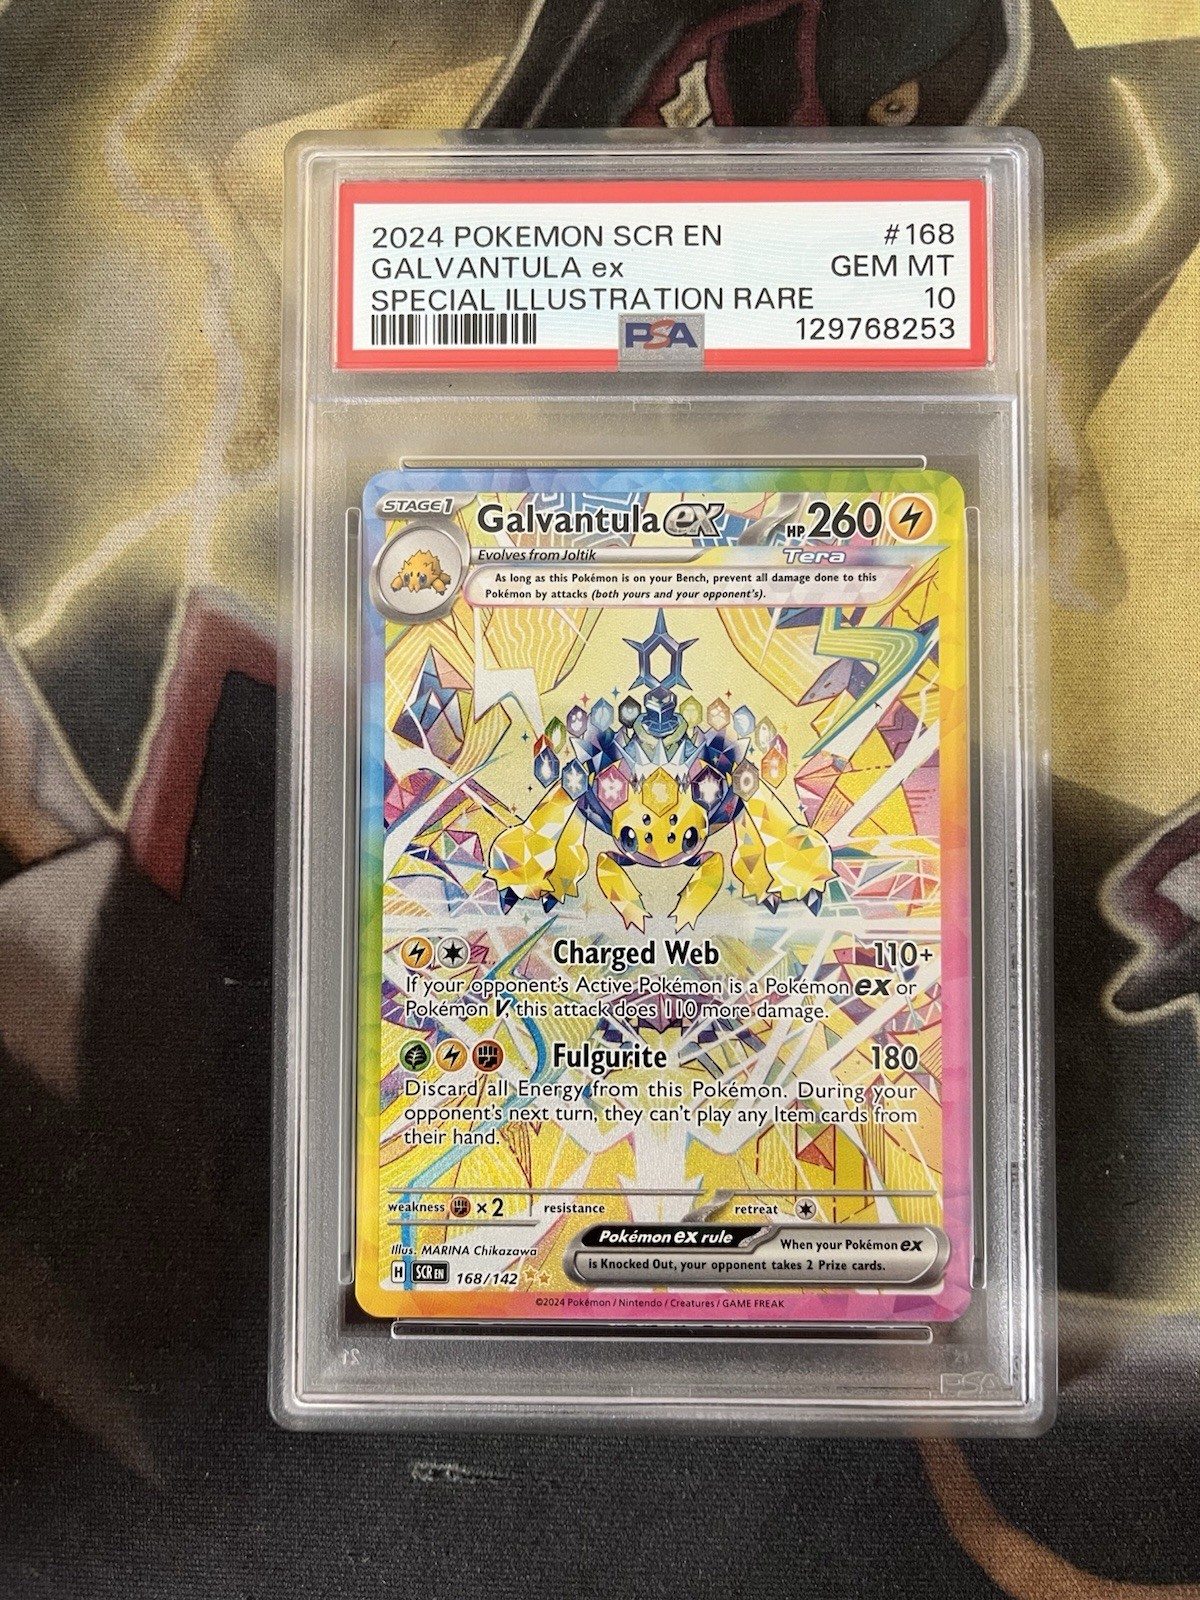 2024 POKEMON SCR EN #168
GALVANTULA ex GEM MT
SPECIAL ILLUSTRATION RARE 10
PSA 129768253
STAGE1 Galvantula ex HP 260
Evolves from Joltik Tera
As long as this Pokémon is on your Bench, prevent all damage done to this
Pokémon by attacks (both yours and your opponent's).
Charged Web 110+
If your opponent's Active Pokémon is a Pokémon ex or
Pokémon V, this attack does 110 more damage.
Fulgurite 180
Discard all Energy from this Pokémon. During your
opponent's next turn, they can't play any Item cards from
their hand.
weakness ×2 resistance retreat
Illus. MARINA Chikazawa
Pokémon ex rule When your Pokémon ex
is Knocked Out, your opponent takes 2 Prize cards.
H SCR EN 168/142
©2024 Pokémon / Nintendo / Creatures / GAME FREAK
21
PSA